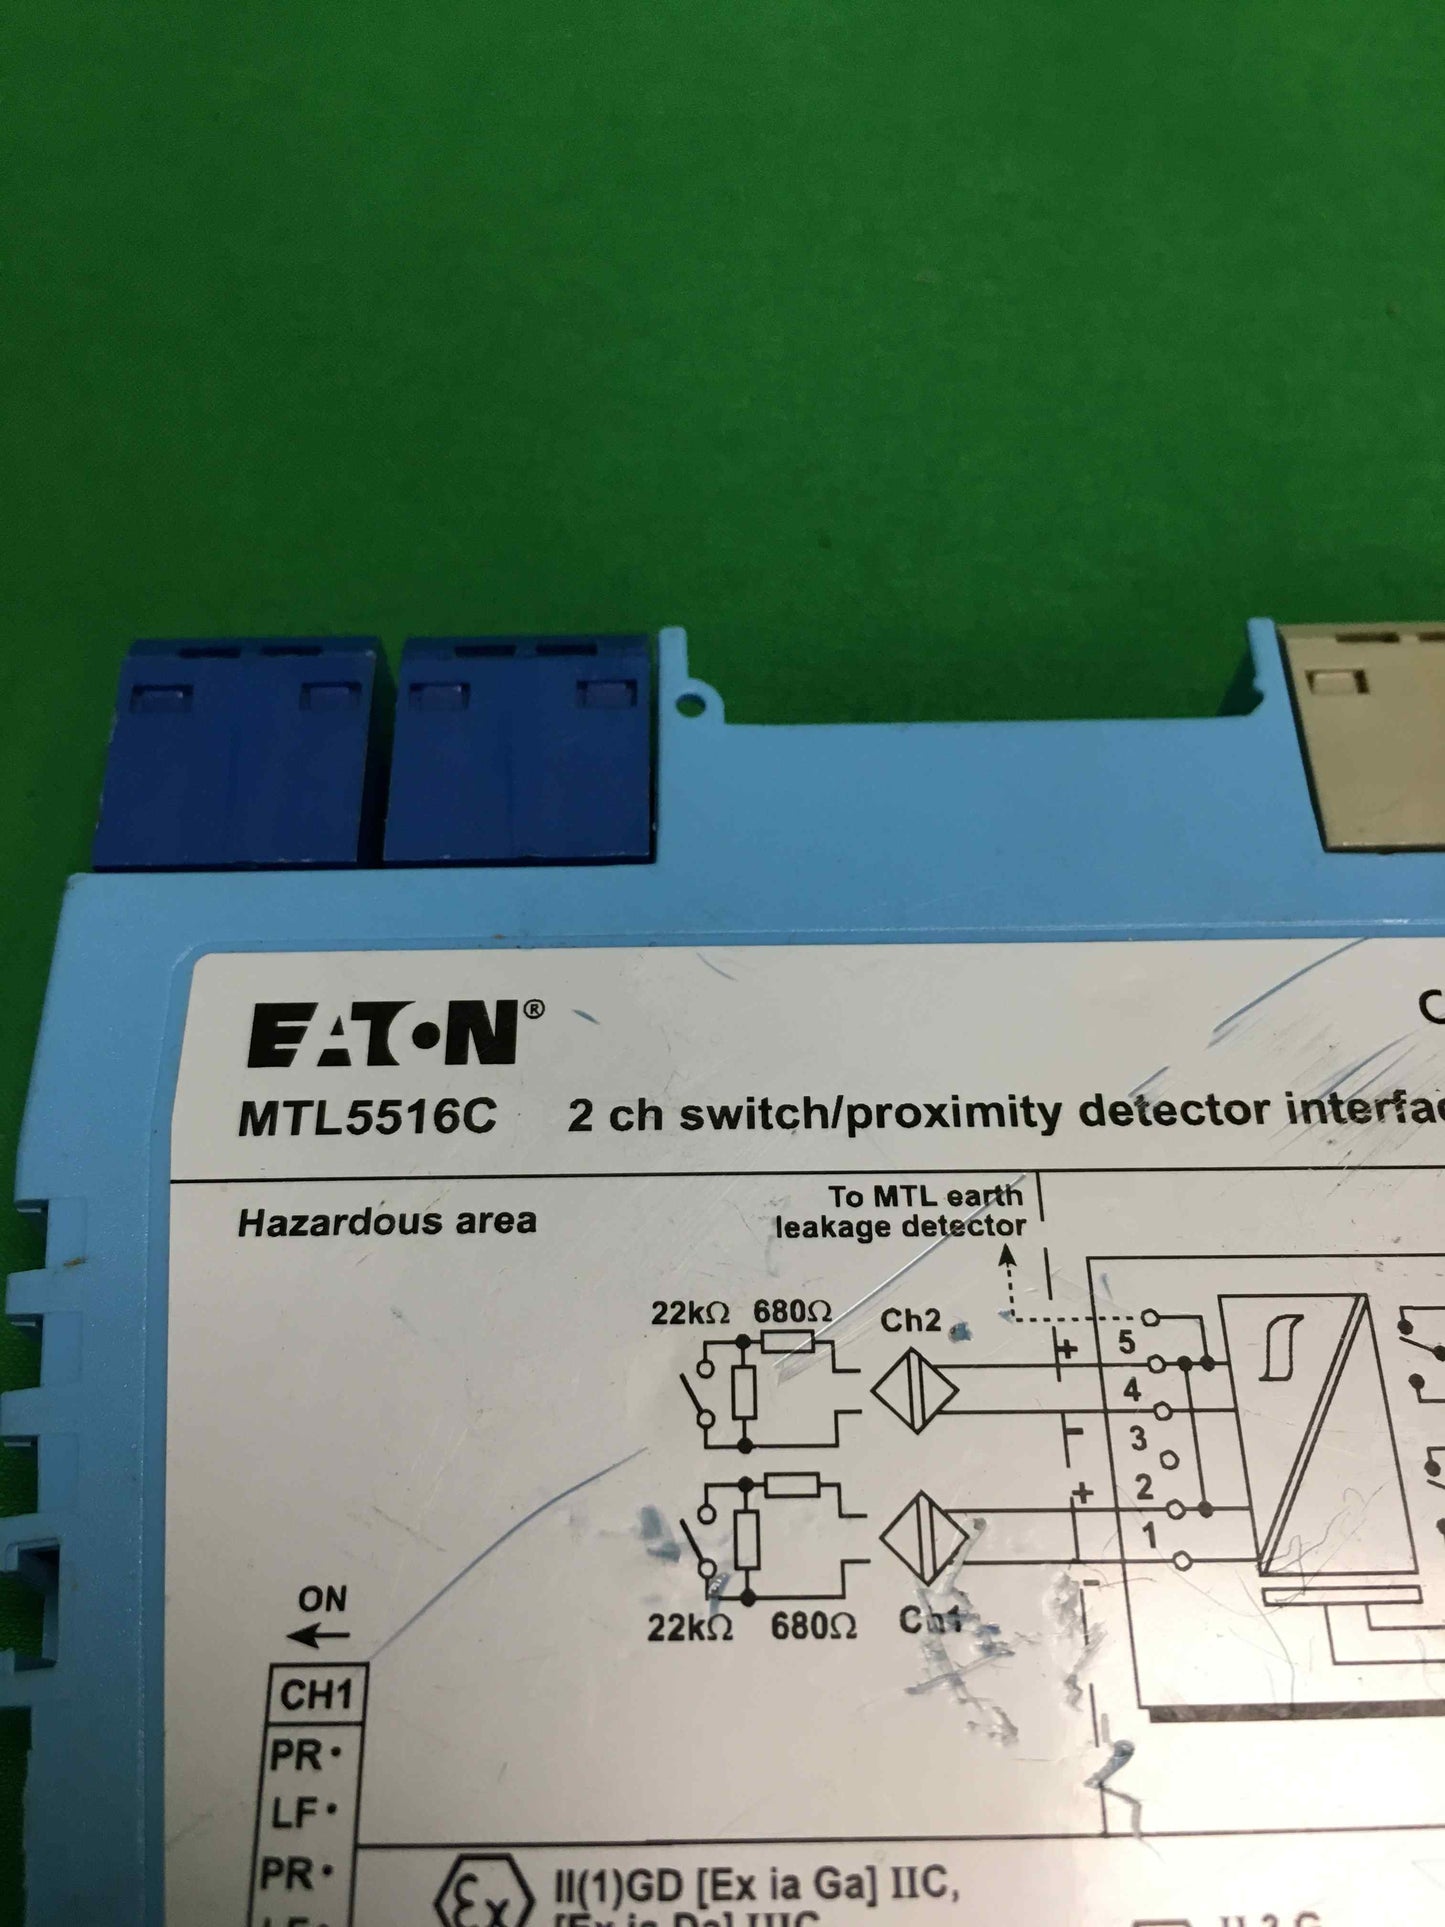 EATON®
MTL5516C 2 ch switch/proximity detector
Hazardous area
To MTL earth
leakage detector
22kΩ 680Ω Ch2
+ 5
4
3
+ 2
1
-
22kΩ 680Ω Ch1
ON
CH1
PR•
LF•
PR•
II(1)GD [Ex ia Ga] IIC,